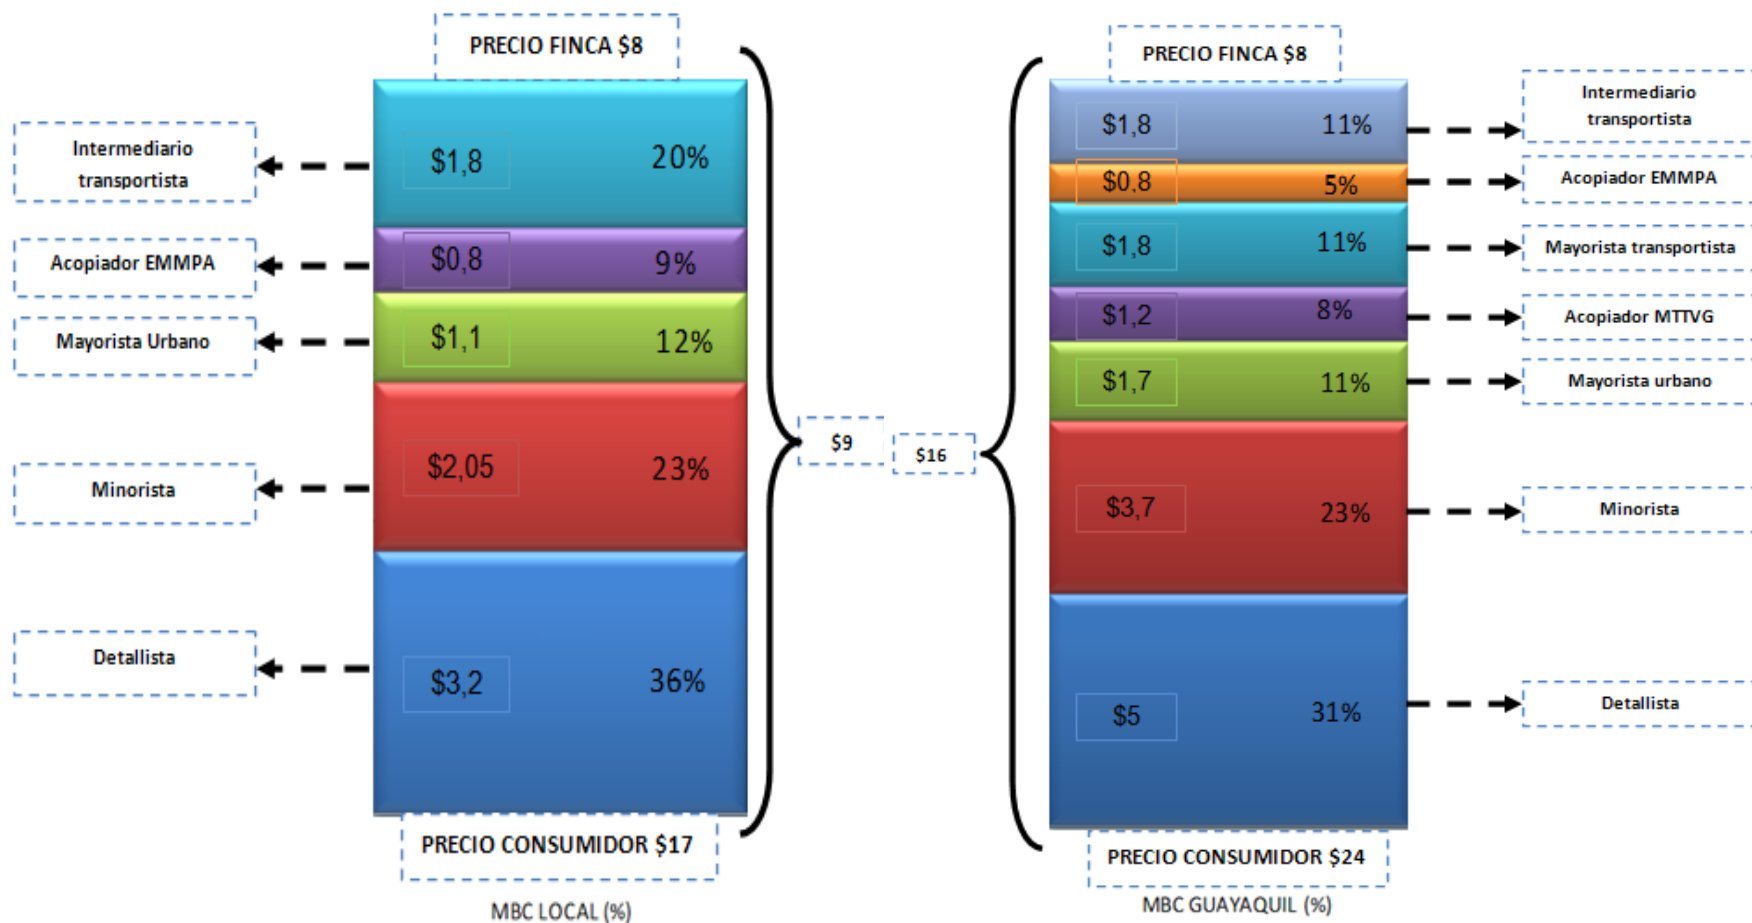 PRECIO FINCA $8
Intermediario
transportista
$1,8
20%
Acopiador EMMPA
$0,8
9%
Mayorista Urbano
$1,1
12%
Minorista
$2,05
23%
Detallista
$3,2
36%
PRECIO CONSUMIDOR $17
MBC LOCAL (%)
$9
$16
PRECIO FINCA $8
$1,8
11%
Intermediario
transportista
$0,8
5%
Acopiador EMMPA
$1,8
11%
Mayorista transportista
$1,2
8%
Acopiador MTTVG
$1,7
11%
Mayorista urbano
$3,7
23%
Minorista
$5
31%
Detallista
PRECIO CONSUMIDOR $24
MBC GUAYAQUIL (%)